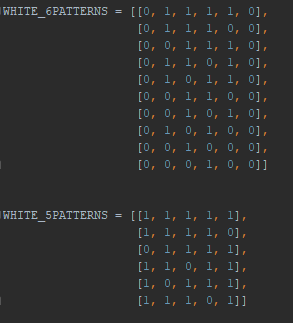 WHITE_6PATTERNS = [[0, 1, 1, 1, 1, 0],
[0, 1, 1, 1, 0, 0],
[0, 0, 1, 1, 1, 0],
[0, 1, 1, 0, 1, 0],
[0, 1, 0, 1, 1, 0],
[0, 0, 1, 1, 0, 0],
[0, 0, 1, 0, 1, 0],
[0, 1, 0, 1, 0, 0],
[0, 0, 1, 0, 0, 0],
[0, 0, 0, 1, 0, 0]]
WHITE_5PATTERNS = [[1, 1, 1, 1, 1],
[1, 1, 1, 1, 0],
[0, 1, 1, 1, 1],
[1, 1, 0, 1, 1],
[1, 0, 1, 1, 1],
[1, 1, 1, 0, 1]]